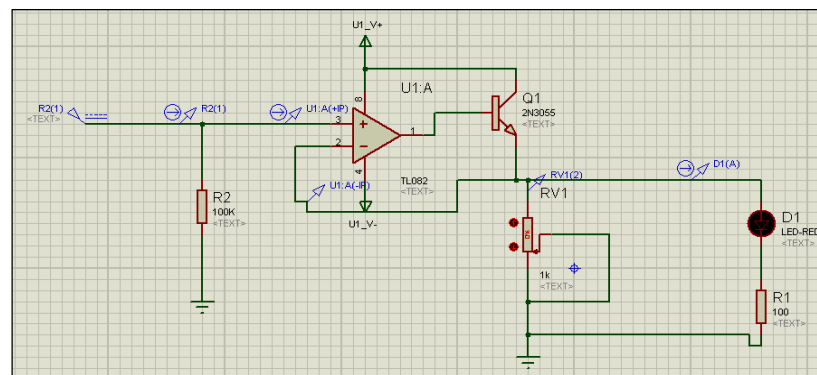 U1_V+
U1:A
Q1
2N3055
<TEXT>
R2(1)
<TEXT>
R2(1)
U1:A(+IP)
8
3
2
1
4
TL082
<TEXT>
U1:A(-IP)
U1_V-
R2
100K
<TEXT>
RV1(2)
RV1
D1(A)
1k
<TEXT>
D1
LED-RED
<TEXT>
R1
100
<TEXT>